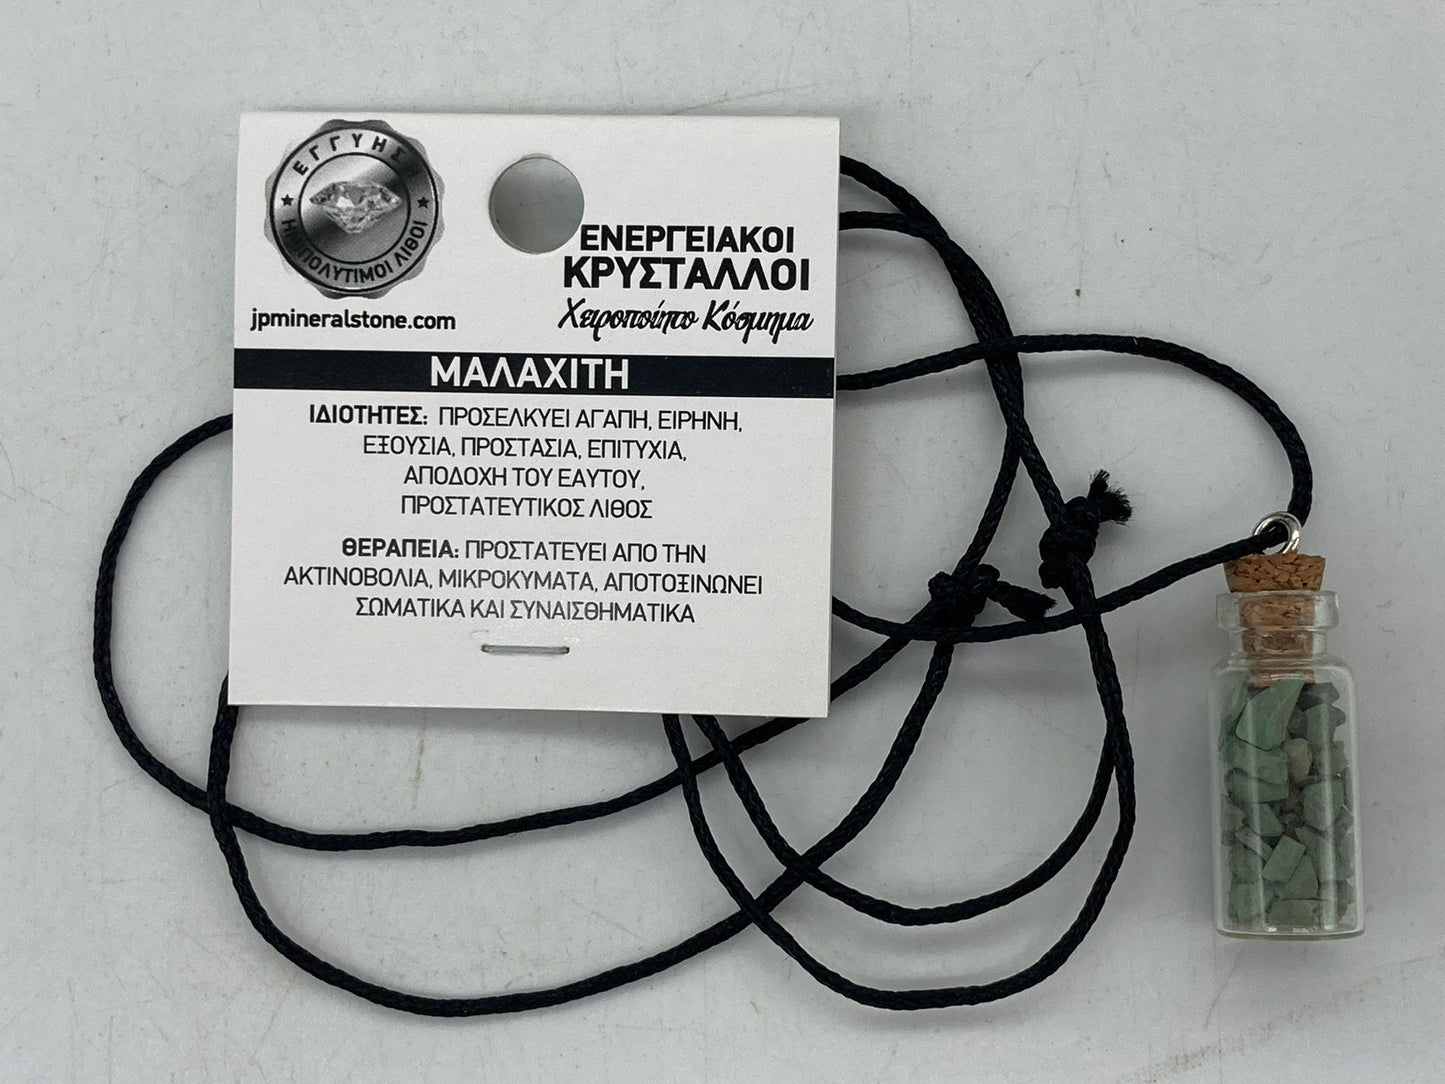 ΕΓΓΥΗΣΗ
ΗΜΙΠΟΛΥΤΙΜΟΙ ΛΙΘΟΙ
jpmineralstone.com
ΕΝΕΡΓΕΙΑΚΟΙ
ΚΡΥΣΤΑΛΛΟΙ
Χειροποίητο Κόσμημα
ΜΑΛΑΧΙΤΗ
ΙΔΙΟΤΗΤΕΣ: ΠΡΟΣΕΛΚΥΕΙ ΑΓΑΠΗ, ΕΙΡΗΝΗ,
ΕΞΟΥΣΙΑ, ΠΡΟΣΤΑΣΙΑ, ΕΠΙΤΥΧΙΑ,
ΑΠΟΔΟΧΗ ΤΟΥ ΕΑΥΤΟΥ,
ΠΡΟΣΤΑΤΕΥΤΙΚΟΣ ΛΙΘΟΣ
ΘΕΡΑΠΕΙΑ: ΠΡΟΣΤΑΤΕΥΕΙ ΑΠΟ ΤΗΝ
ΑΚΤΙΝΟΒΟΛΙΑ, ΜΙΚΡΟΚΥΜΑΤΑ, ΑΠΟΤΟΞΙΝΩΝΕΙ
ΣΩΜΑΤΙΚΑ ΚΑΙ ΣΥΝΑΙΣΘΗΜΑΤΙΚΑ